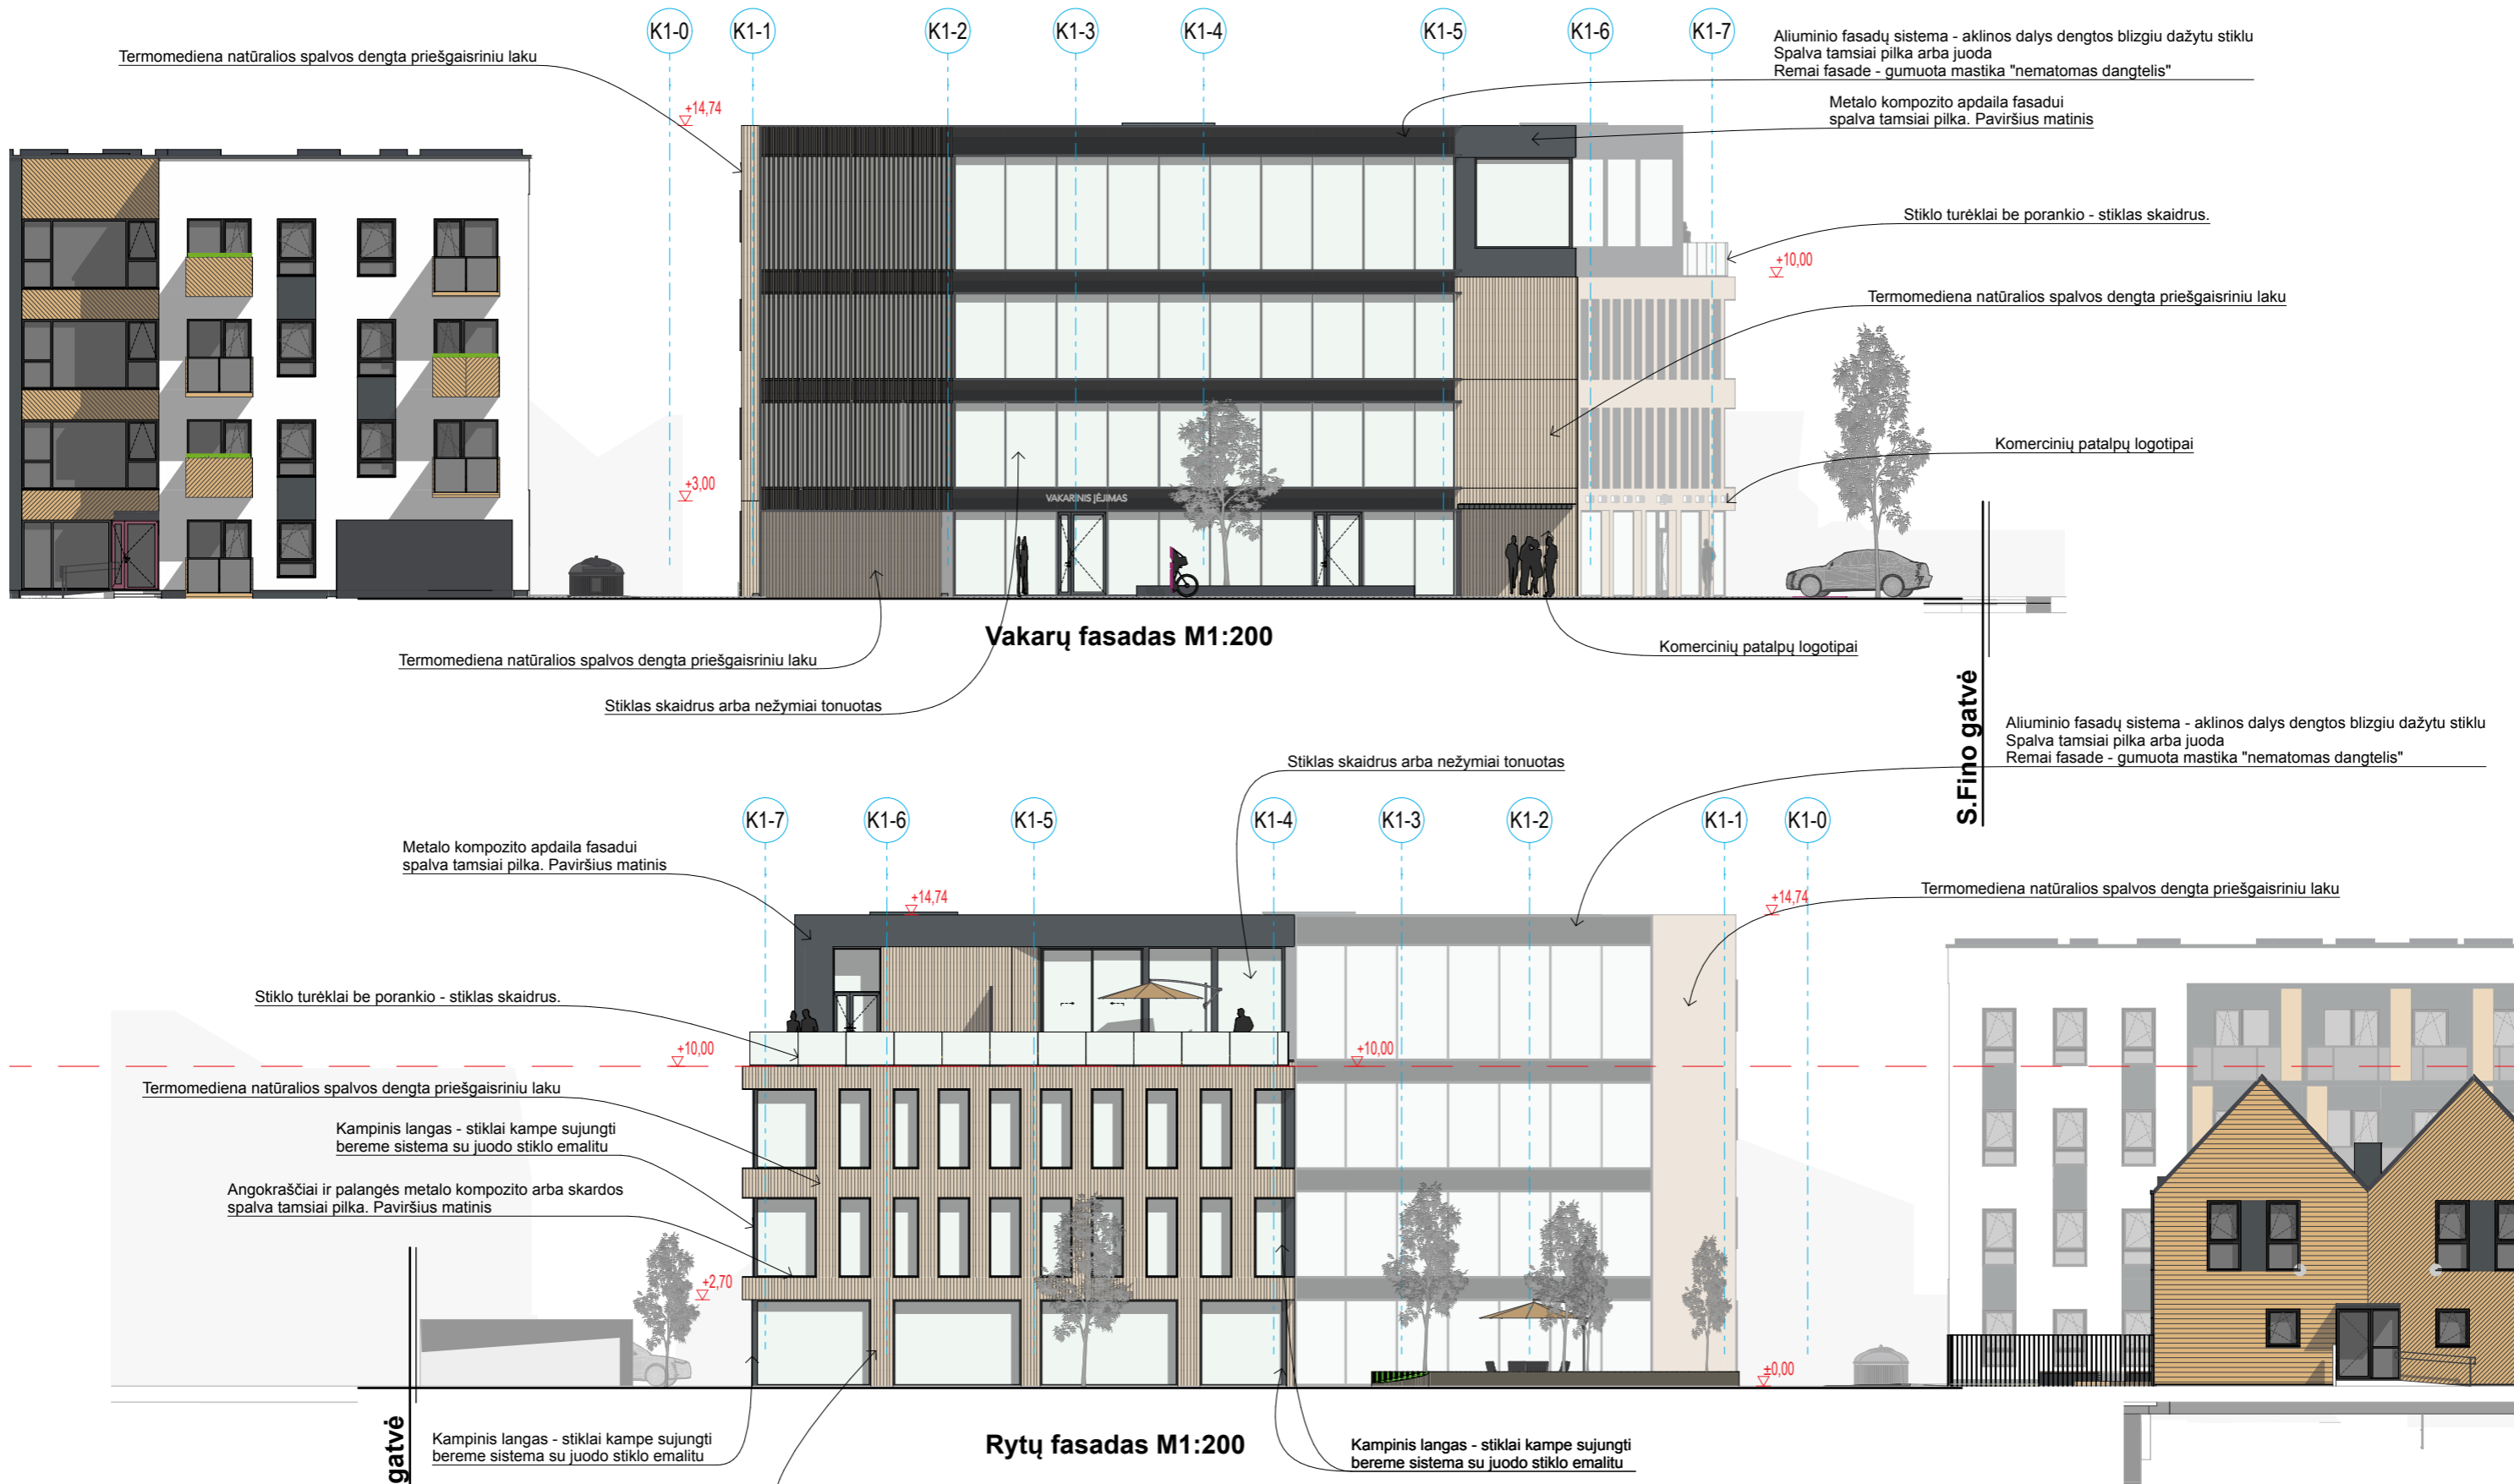 K1-0
K1-1
K1-2
K1-3
K1-4
K1-5
K1-6
K1-7
Termomediena natūralios spalvos dengta priešgaisriniu laku
Aliuminio fasadų sistema - aklinos dalys dengtos blizgiu dažytu stiklu
Spalva tamsiai pilka arba juoda
Remai fasade - gumuota mastika "nematomas dangtelis"
Metalo kompozito apdaila fasadui
spalva tamsiai pilka. Paviršius matinis
+14,74
Stiklo turėklai be porankio - stiklas skaidrus.
+10,00
Termomediena natūralios spalvos dengta priešgaisriniu laku
Komercinių patalpų logotipai
+3,00
VAKARINIS ĮĖJIMAS
Vakarų fasadas M1:200
Termomediena natūralios spalvos dengta priešgaisriniu laku
Komercinių patalpų logotipai
Stiklas skaidrus arba nežymiai tonuotas
S.Fino gatvė
Aliuminio fasadų sistema - aklinos dalys dengtos blizgiu dažytu stiklu
Spalva tamsiai pilka arba juoda
Remai fasade - gumuota mastika "nematomas dangtelis"
Stiklas skaidrus arba nežymiai tonuotas
K1-7
K1-6
K1-5
K1-4
K1-3
K1-2
K1-1
K1-0
Metalo kompozito apdaila fasadui
spalva tamsiai pilka. Paviršius matinis
+14,74
+14,74
Termomediena natūralios spalvos dengta priešgaisriniu laku
Stiklo turėklai be porankio - stiklas skaidrus.
+10,00
+10,00
Termomediena natūralios spalvos dengta priešgaisriniu laku
Kampinis langas - stiklai kampe sujungti
bereme sistema su juodo stiklo emalitu
Angokraščiai ir palangės metalo kompozito arba skardos
spalva tamsiai pilka. Paviršius matinis
+2,70
±0,00
gatvė
Kampinis langas - stiklai kampe sujungti
bereme sistema su juodo stiklo emalitu
Rytų fasadas M1:200
Kampinis langas - stiklai kampe sujungti
bereme sistema su juodo stiklo emalitu